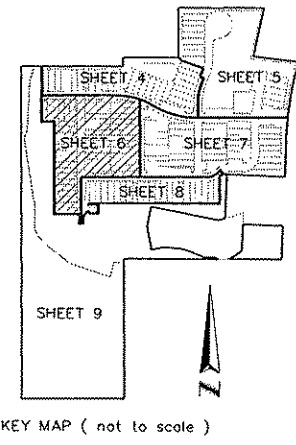 SHEET 4
SHEET 5
SHEET 6
SHEET 7
SHEET 8
SHEET 9
N
KEY MAP ( not to scale )